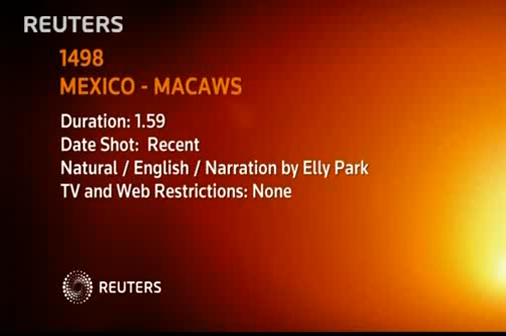 REUTERS
1498
MEXICO - MACAWS
Duration: 1.59
Date Shot: Recent
Natural / English / Narration by Elly Park
TV and Web Restrictions: None
REUTERS